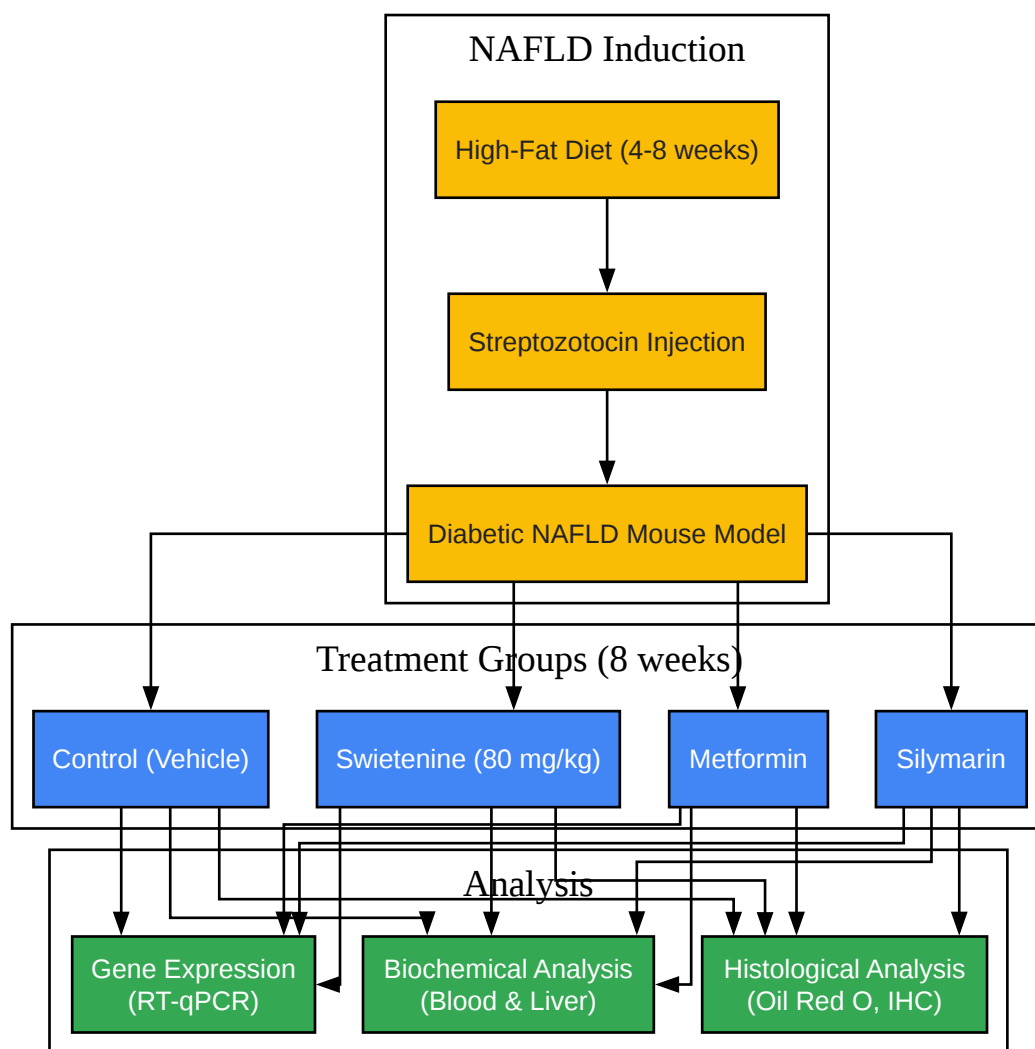 NAFLD Induction
High-Fat Diet (4-8 weeks)
Streptozotocin Injection
Diabetic NAFLD Mouse Model
Treatment Groups (8 weeks)
Control (Vehicle)
Swietenine (80 mg/kg)
Metformin
Silymarin
Analysis
Gene Expression
(RT-qPCR)
Biochemical Analysis
(Blood & Liver)
Histological Analysis
(Oil Red O, IHC)